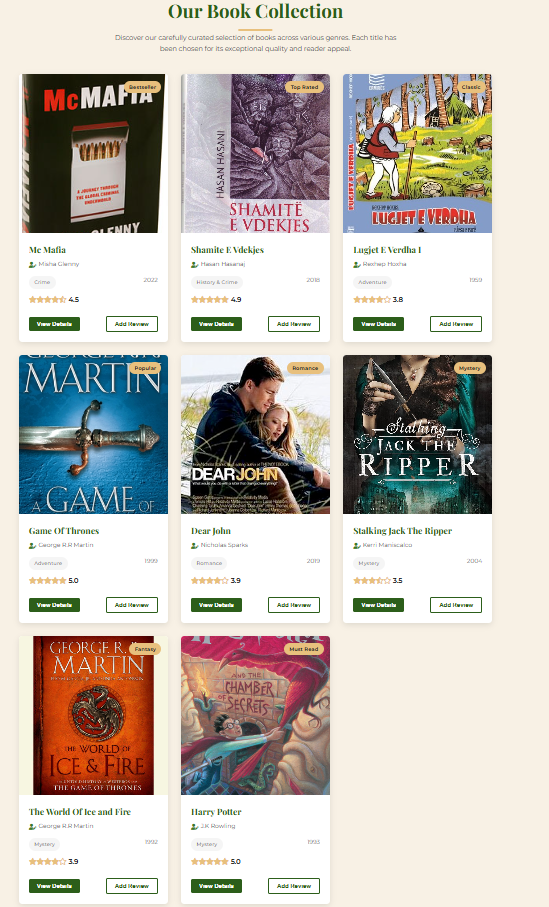 Our Book Collection
Discover our carefully curated selection of books across various genres. Each title has
been chosen for its exceptional quality and reader appeal.
Bestseller
McMAFIA
A JOURNEY THROUGH
THE GLOBAL CRIMINAL
UNDERWORLD
GLENNY
Mc Mafia
Misha Glenny
Crime
2022
4.5
View Details
Add Review
Top Rated
HASAN HASANI
SHAMITË
E VDEKJES
Shamite E Vdekjes
Hasan Hasanaj
History & Crime
2018
4.9
View Details
Add Review
Classic
LUGJET E VERDHA
LUGJET E VERDHA
Lugjet E Verdha I
Rexhep Hoxha
Adventure
1959
3.8
View Details
Add Review
Popular
GEORGE R.R.
MARTIN
A GAME OF
Game Of Thrones
George R.R Martin
Adventure
1999
5.0
View Details
Add Review
Romance
DEAR JOHN
Dear John
Nicholas Sparks
Romance
2019
3.9
View Details
Add Review
Mystery
Stalking
JACK THE
RIPPER
Stalking Jack The Ripper
Kerri Maniscalco
Mystery
2004
3.5
View Details
Add Review
Fantasy
GEORGE R. R.
MARTIN
THE WORLD OF
ICE & FIRE
THE GAME OF THRONES
The World Of Ice and Fire
George R.R Martin
Mystery
1992
3.9
View Details
Add Review
Must Read
AND THE
CHAMBER
OF
SECRETS
Harry Potter
J.K Rowling
Mystery
1993
5.0
View Details
Add Review